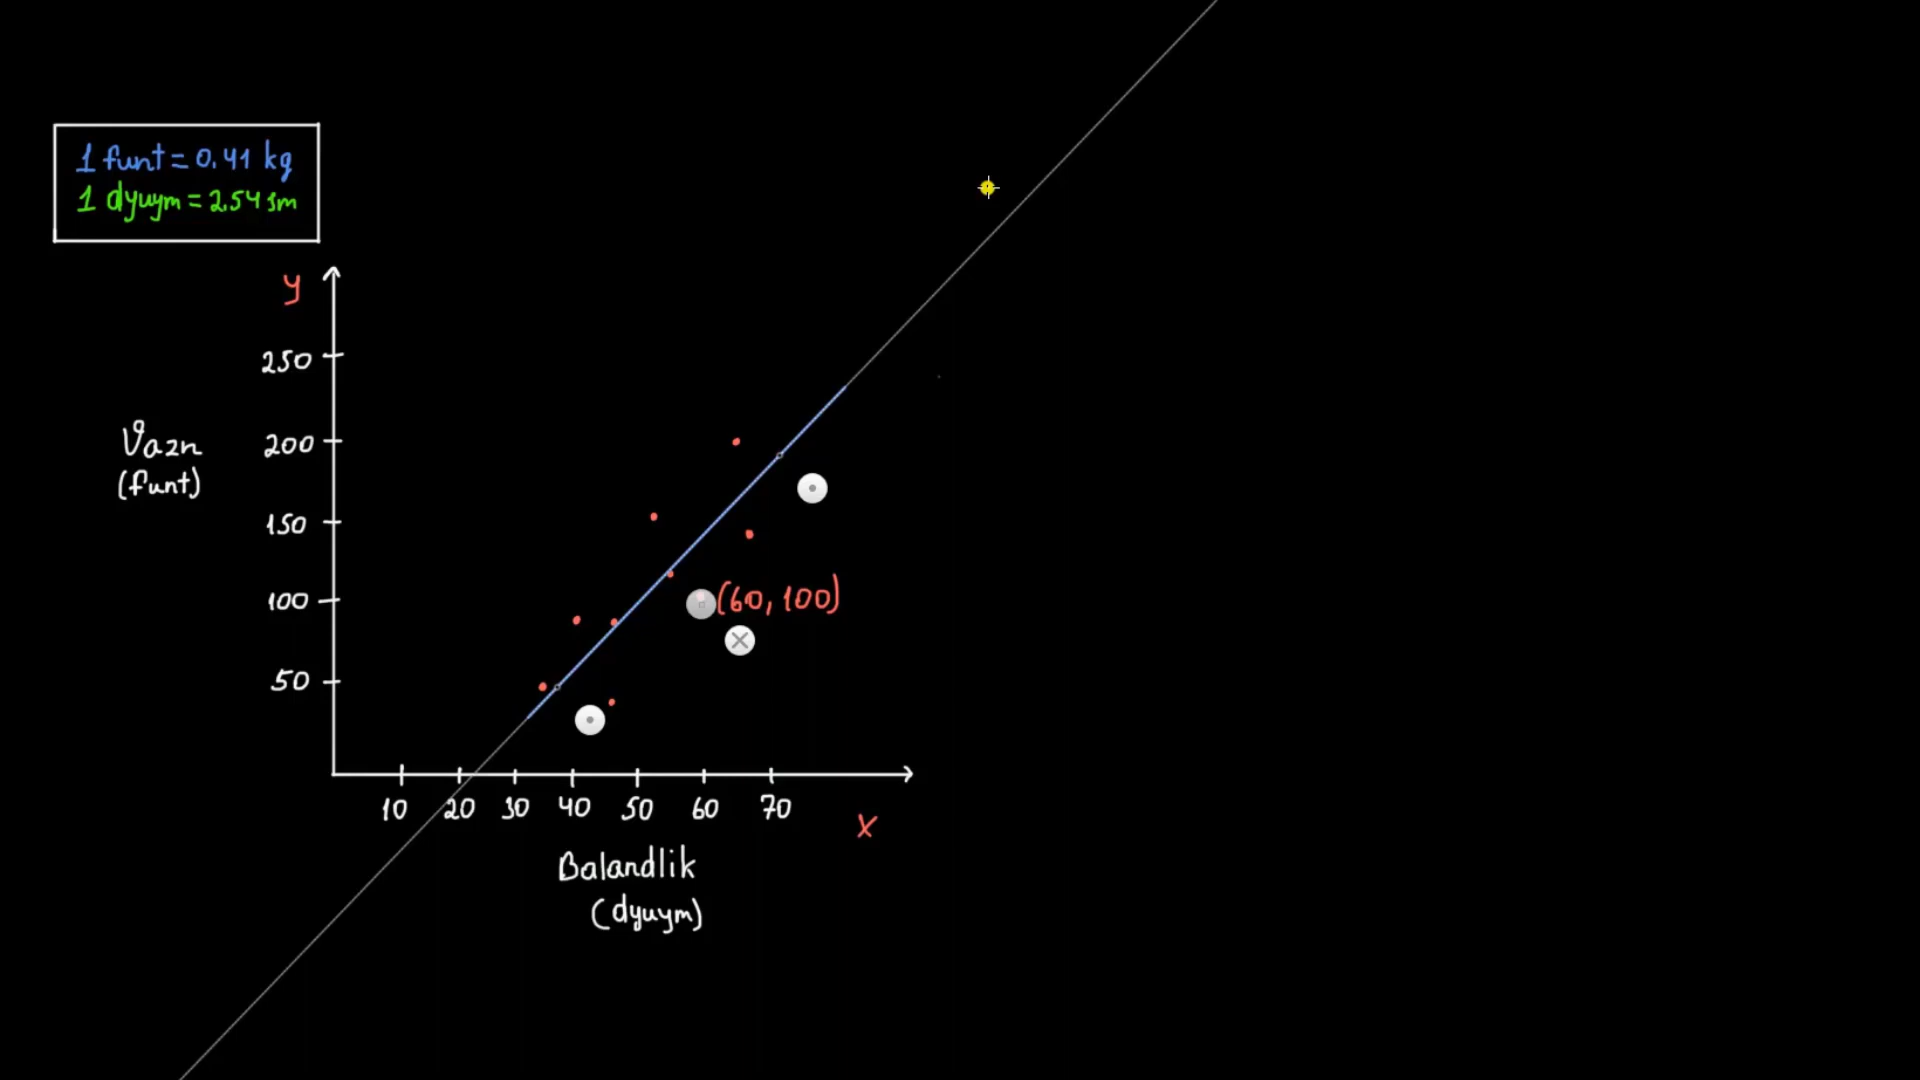 1 funt = 0.41 kg
1 dyuym = 2.54 sm
y
250
Vazn
200
(funt)
150
100
(60, 100)
50
10 20 30 40 50 60 70
x
Balandlik
(dyuym)